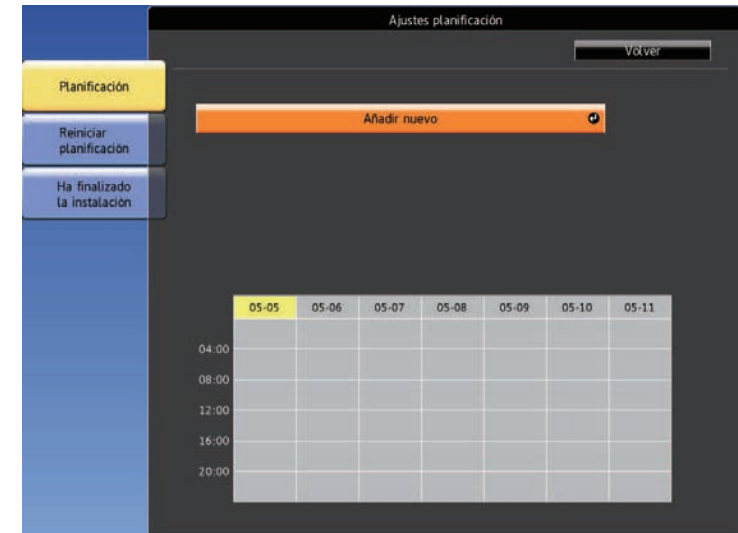 Ajustes planificación
Volver
Planificación
Añadir nuevo
Reiniciar
planificación
Ha finalizado
la instalación
05-05 05-06 05-07 05-08 05-09 05-10 05-11
04:00
08:00
12:00
16:00
20:00